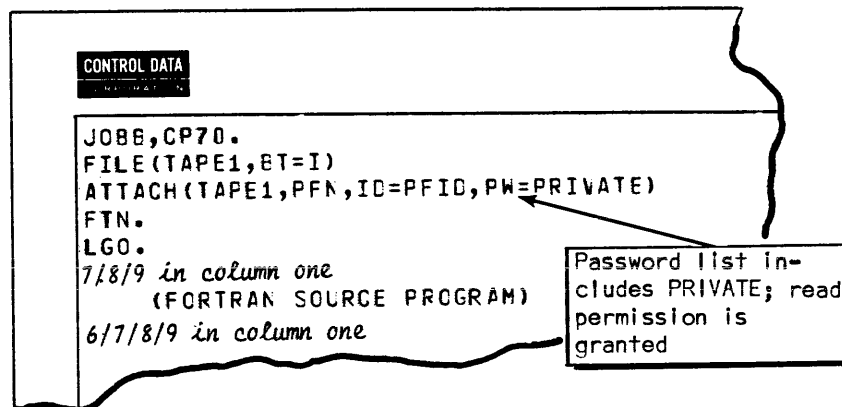 CONTROL DATA
CORPORATION
JOBB,CP70.
FILE(TAPE1,BT=I)
ATTACH(TAPE1,PFN,ID=PFID,PW=PRIVATE)
FTN.
LGO.
7/8/9 in column one
(FORTRAN SOURCE PROGRAM)
6/7/8/9 in column one
Password list in-
cludes PRIVATE; read
permission is
granted